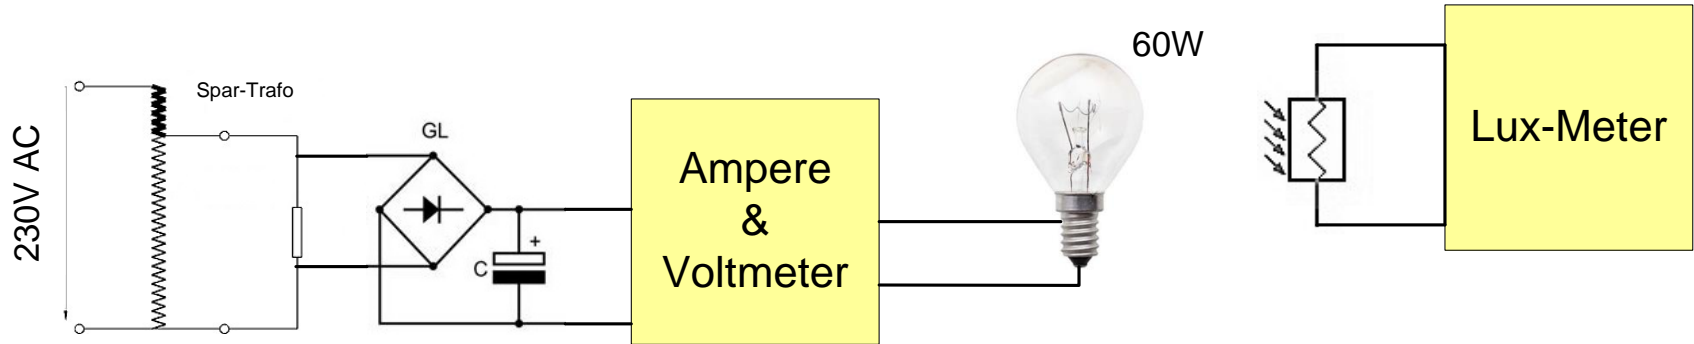 230V AC
Spar-Trafo
GL
+
C
Ampere
&
Voltmeter
60W
Lux-Meter